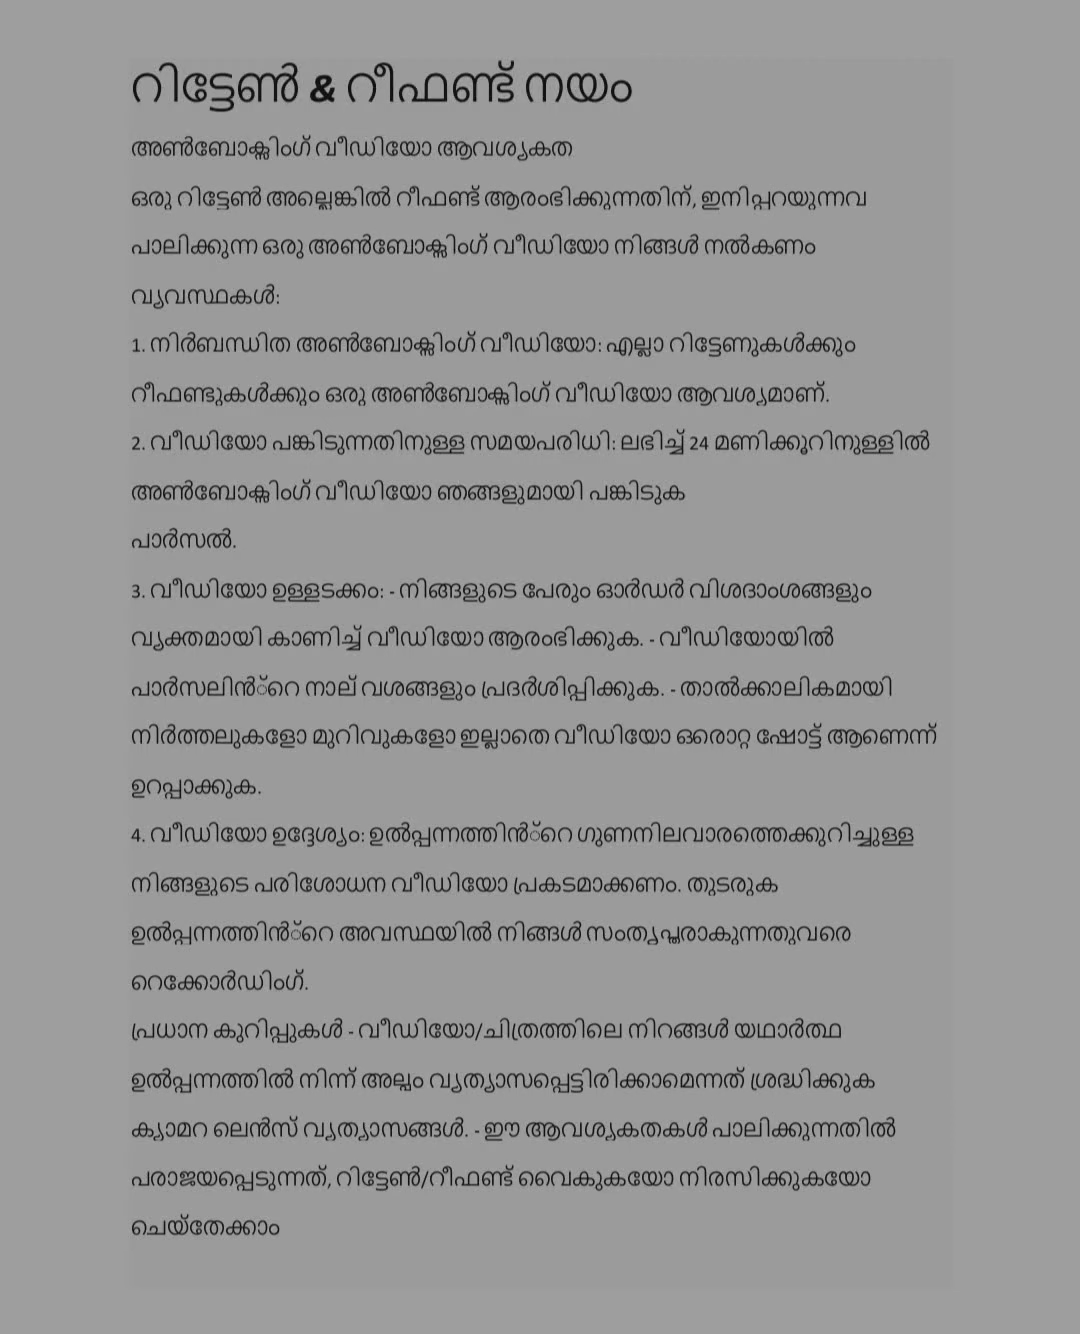 റിട്ടേൺ & റീഫണ്ട് നയം
അൺബോക്സിംഗ് വീഡിയോ ആവശ്യകത
ഒരു റിട്ടേൺ അല്ലെങ്കിൽ റീഫണ്ട് ആരംഭിക്കുന്നതിന്, ഇനിപ്പറയുന്നവ
പാലിക്കുന്ന ഒരു അൺബോക്സിംഗ് വീഡിയോ നിങ്ങൾ നൽകണം
വ്യവസ്ഥകൾ:
1. നിർബന്ധിത അൺബോക്സിംഗ് വീഡിയോ: എല്ലാ റിട്ടേണുകൾക്കും
റീഫണ്ടുകൾക്കും ഒരു അൺബോക്സിംഗ് വീഡിയോ ആവശ്യമാണ്.
2. വീഡിയോ പങ്കിടുന്നതിനുള്ള സമയപരിധി: ലഭിച്ച് 24 മണിക്കൂറിനുള്ളിൽ
അൺബോക്സിംഗ് വീഡിയോ ഞങ്ങളുമായി പങ്കിടുക
പാർസൽ.
3. വീഡിയോ ഉള്ളടക്കം: - നിങ്ങളുടെ പേരും ഓർഡർ വിശദാംശങ്ങളും
വ്യക്തമായി കാണിച്ച് വീഡിയോ ആരംഭിക്കുക. - വീഡിയോയിൽ
പാർസലിൻ്റെ നാല് വശങ്ങളും പ്രദർശിപ്പിക്കുക. - താൽക്കാലികമായി
നിർത്തലുകളോ മുറിവുകളോ ഇല്ലാതെ വീഡിയോ ഒരൊറ്റ ഷോട്ട് ആണെന്ന്
ഉറപ്പാക്കുക.
4. വീഡിയോ ഉദ്ദേശ്യം: ഉൽപ്പന്നത്തിൻ്റെ ഗുണനിലവാരത്തെക്കുറിച്ചുള്ള
നിങ്ങളുടെ പരിശോധന വീഡിയോ പ്രകടമാക്കണം. തുടരുക
ഉൽപ്പന്നത്തിൻ്റെ അവസ്ഥയിൽ നിങ്ങൾ സംതൃപ്തരാകുന്നതുവരെ
റെക്കോർഡിംഗ്.
പ്രധാന കുറിപ്പുകൾ - വീഡിയോ/ചിത്രത്തിലെ നിറങ്ങൾ യഥാർത്ഥ
ഉൽപ്പന്നത്തിൽ നിന്ന് അല്പം വ്യത്യാസപ്പെട്ടിരിക്കാമെന്നത് ശ്രദ്ധിക്കുക
ക്യാമറ ലെൻസ് വ്യത്യാസങ്ങൾ. - ഈ ആവശ്യകതകൾ പാലിക്കുന്നതിൽ
പരാജയപ്പെടുന്നത്, റിട്ടേൺ/റീഫണ്ട് വൈകുകയോ നിരസിക്കുകയോ
ചെയ്തേക്കാം